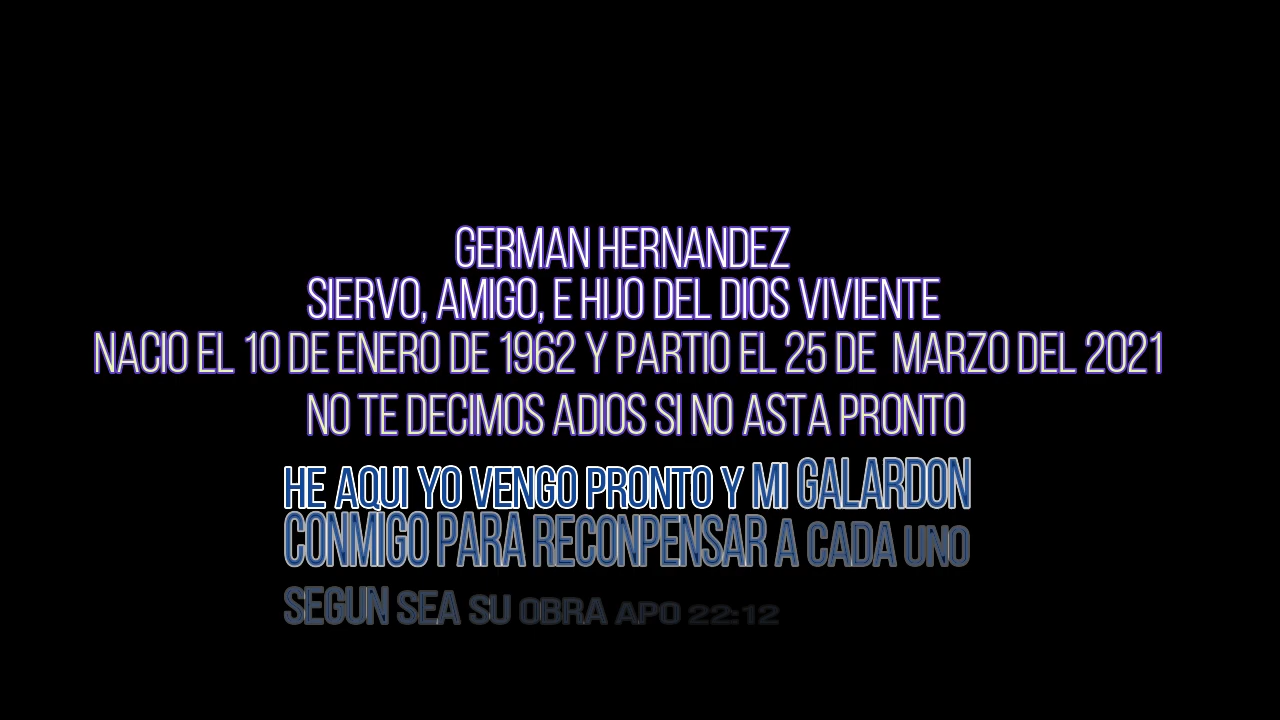 GERMAN HERNANDEZ
SIERVO, AMIGO, E HIJO DEL DIOS VIVIENTE
NACIO EL 10 DE ENERO DE 1962 Y PARTIO EL 25 DE MARZO DEL 2021
NO TE DECIMOS ADIOS SI NO ASTA PRONTO
HE AQUI YO VENGO PRONTO Y MI GALARDON
CONMIGO PARA RECONPENSAR A CADA UNO
SEGUN SEA SU OBRA APO 22:12